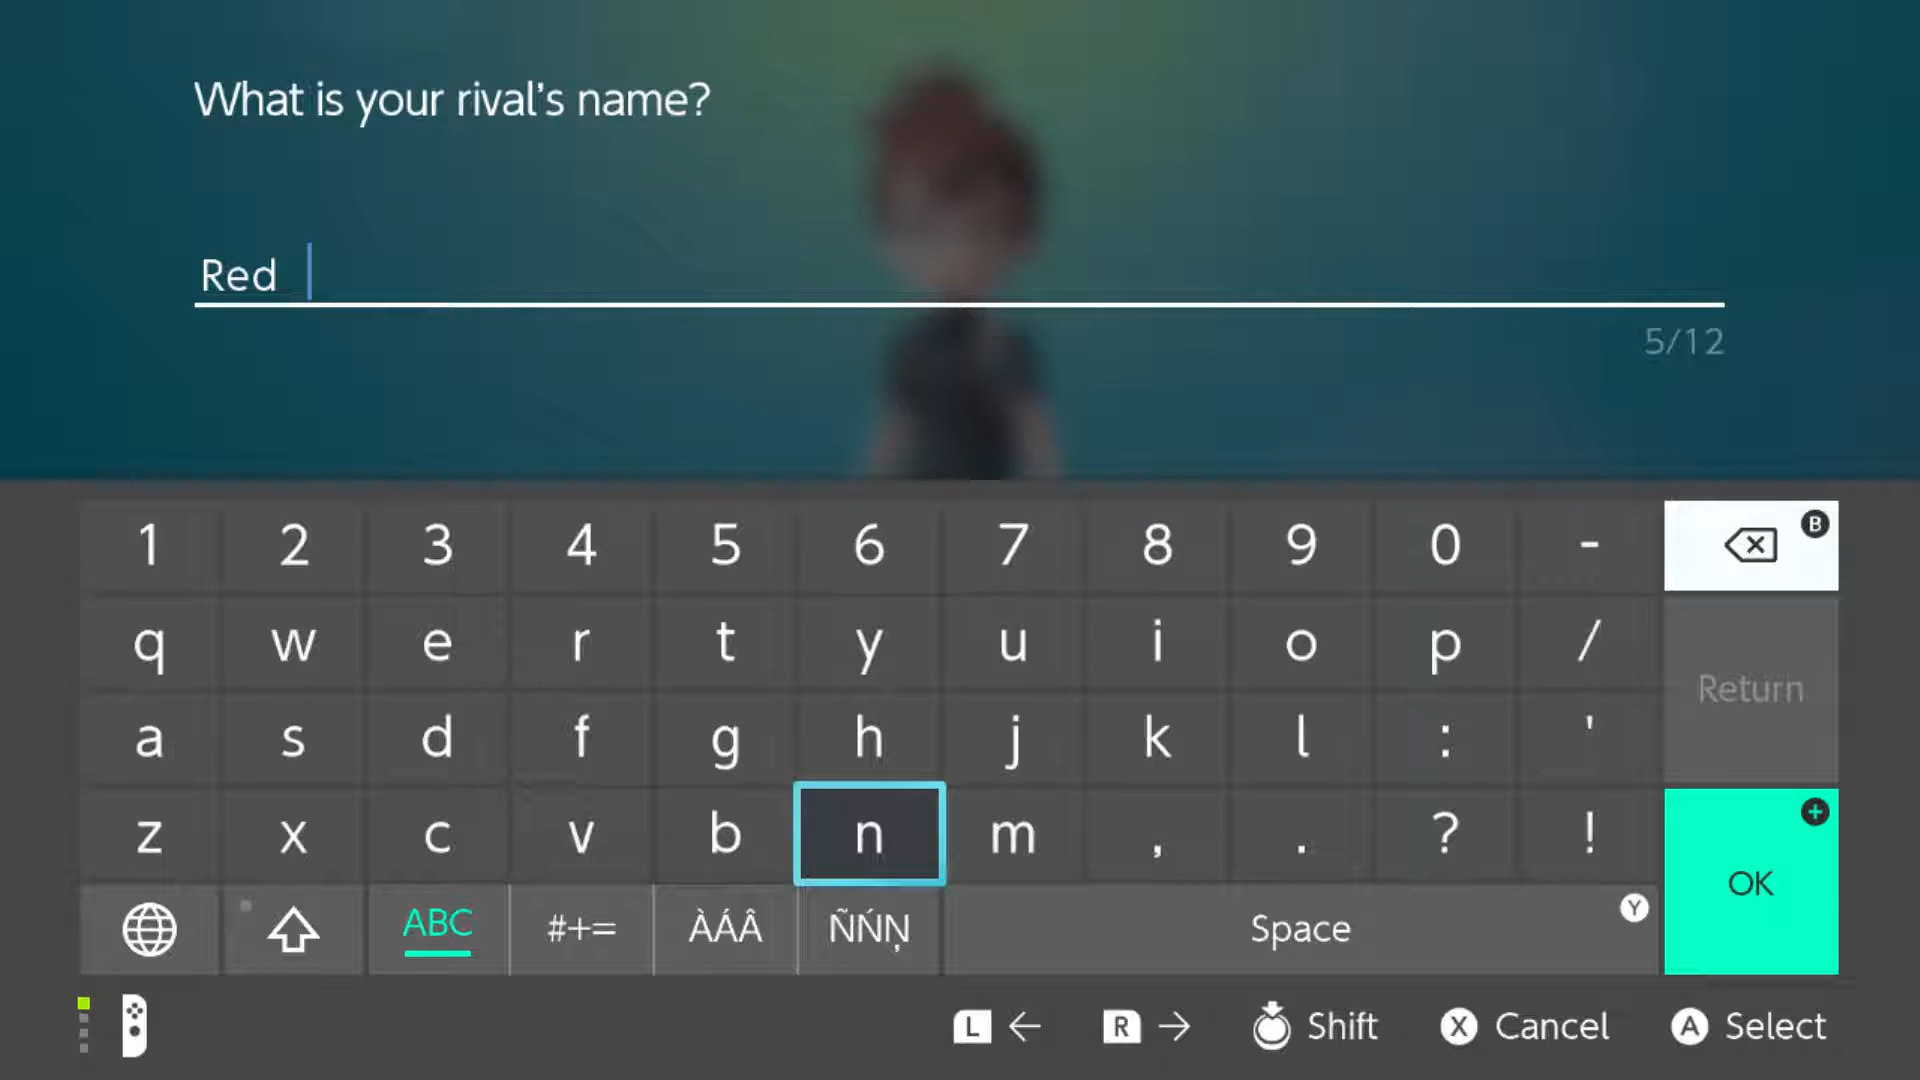 What is your rival's name?
Red
5/12
1 2 3 4 5 6 7 8 9 0 - B
q w e r t y u i o p / Return
a s d f g h j k l : '
z x c v b n m , . ? ! + OK
ABC #+= ÀÁÂ ÑŃŅ Space Y
L ← R → Shift X Cancel A Select